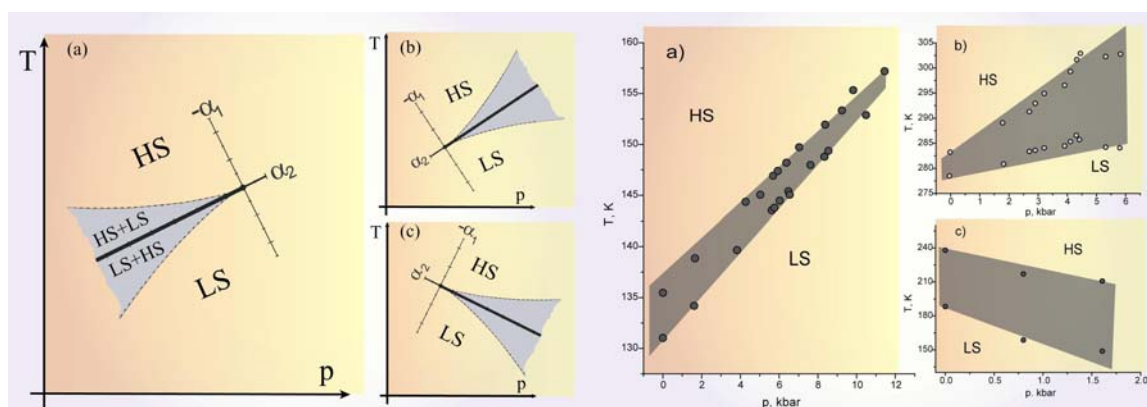 T
(a)
-α1
HS
α2
HS+LS
LS+HS
LS
p
T
(b)
-α1
HS
α2
LS
p
T
(c)
-α1
HS
α2
LS
p
a)
HS
LS
T, K
160
155
150
145
140
135
130
0 2 4 6 8 10 12
p, kbar
b)
HS
LS
T, K
305
300
295
290
285
280
275
0 1 2 3 4 5 6
p, kbar
c)
HS
LS
T, K
240
210
180
150
0.0 0.5 1.0 1.5 2.0
p, kbar